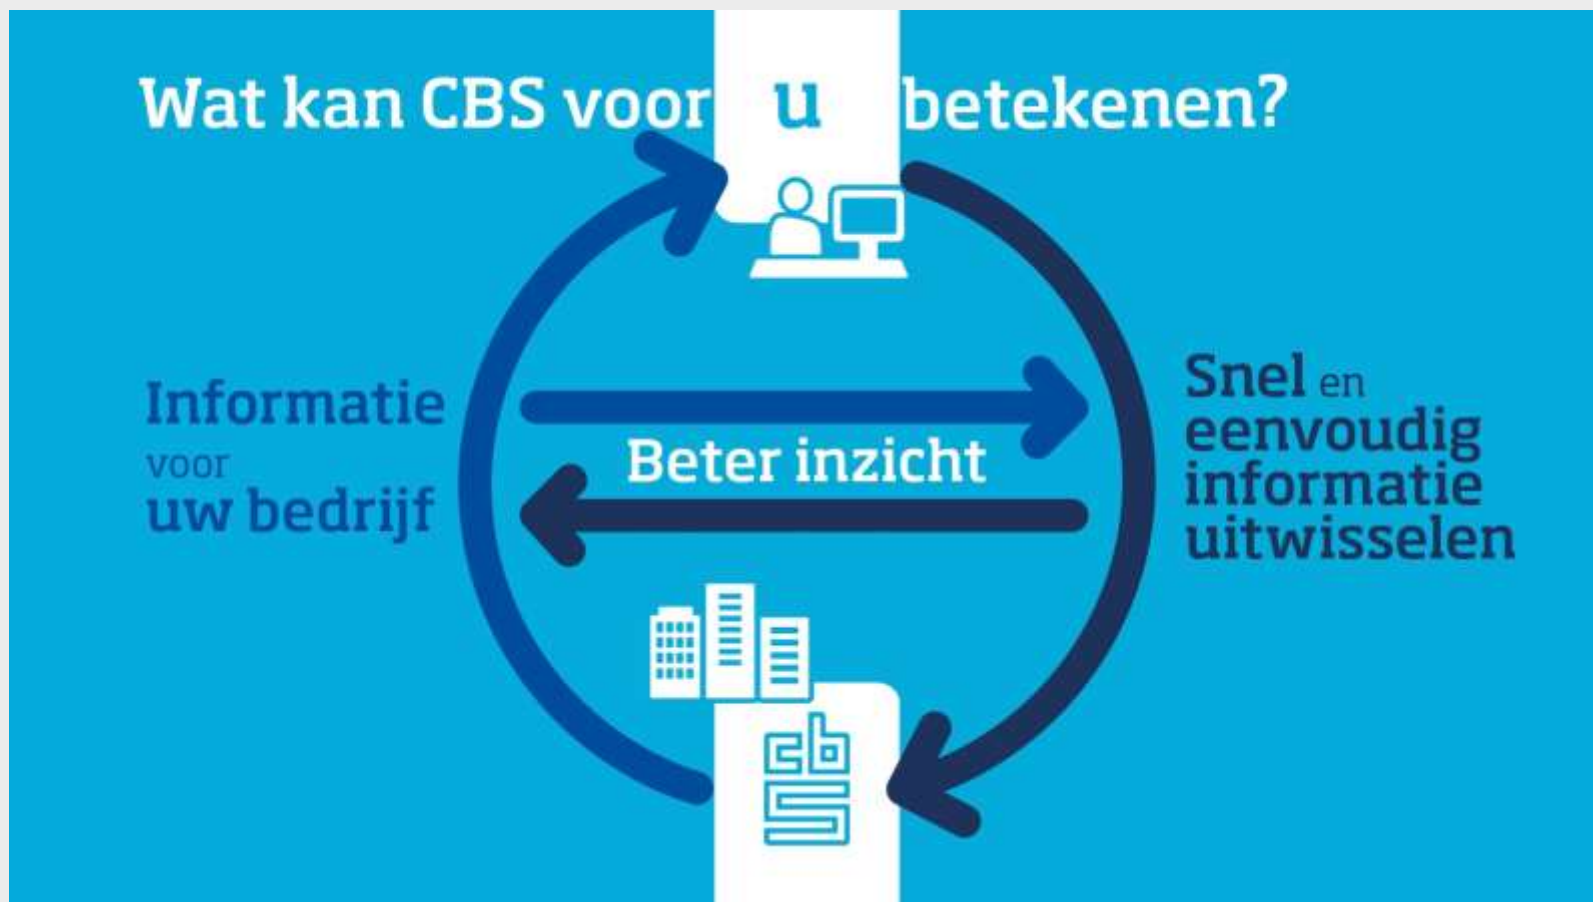 Wat kan CBS voor u betekenen?
Informatie
voor
uw bedrijf
Beter inzicht
Snel en
eenvoudig
informatie
uitwisselen
cbs